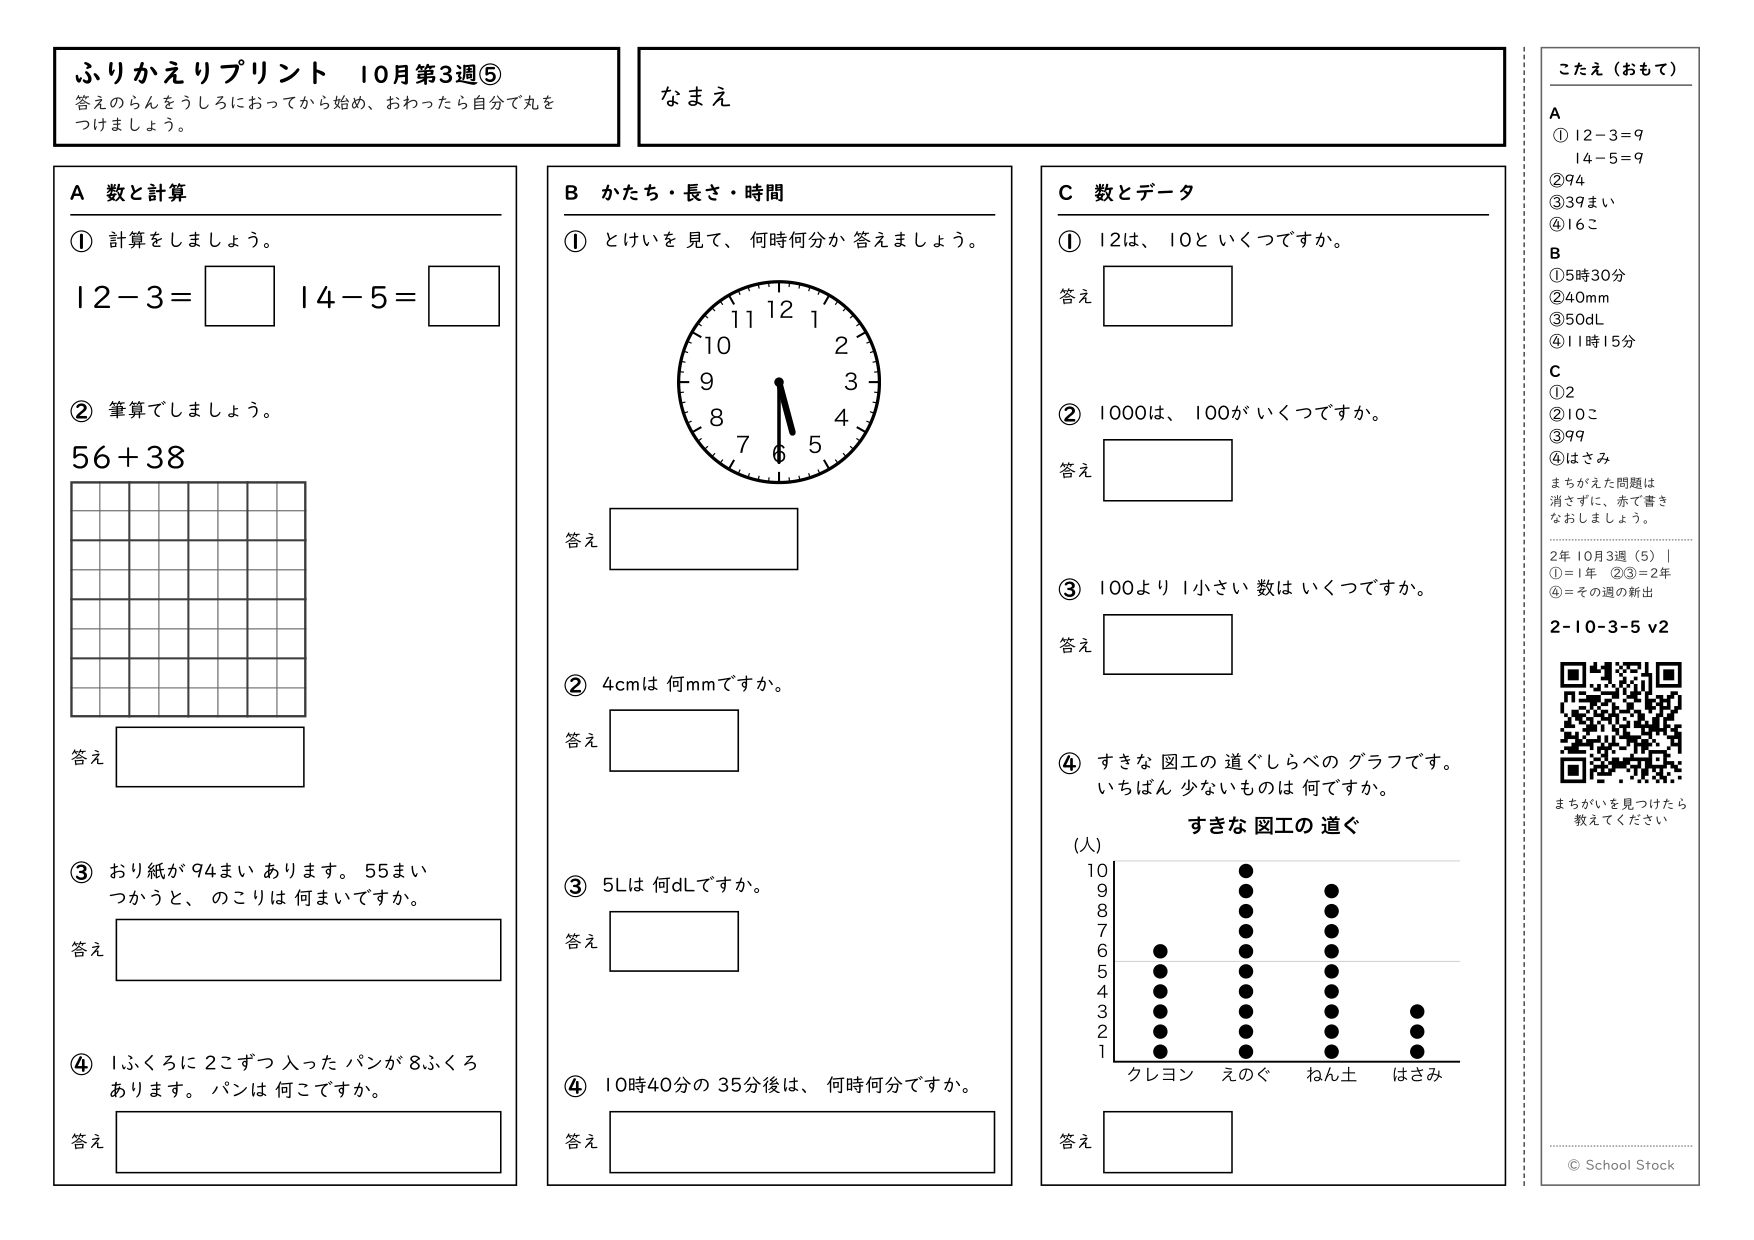 ふりかえりプリント　10月第3週⑤
答えのらんをうしろにおってから始め、おわったら自分で丸を
つけましょう。
なまえ
A　数と計算
① 計算をしましょう。
12－3＝　14－5＝
② 筆算でしましょう。
56＋38
答え
③ おり紙が 94まい あります。 55まい
つかうと、 のこりは 何まいですか。
答え
④ 1ふくろに 2こずつ 入った パンが 8ふくろ
あります。 パンは 何こですか。
答え
B　かたち・長さ・時間
① とけいを 見て、 何時何分か 答えましょう。
12
1
2
3
4
5
6
7
8
9
10
11
答え
② 4cmは 何mmですか。
答え
③ 5Lは 何dLですか。
答え
④ 10時40分の 35分後は、 何時何分ですか。
答え
C　数とデータ
① 12は、 10と いくつですか。
答え
② 1000は、 100が いくつですか。
答え
③ 100より 1小さい 数は いくつですか。
答え
④ すきな 図工の 道ぐしらべの グラフです。
いちばん 少ないものは 何ですか。
すきな 図工の 道ぐ
(人)
10
9
8
7
6
5
4
3
2
1
クレヨン　えのぐ　ねん土　はさみ
答え
こたえ（おもて）
A
① 12－3＝9
14－5＝9
②94
③39まい
④16こ
B
①5時30分
②40mm
③50dL
④11時15分
C
①2
②10こ
③99
④はさみ
まちがえた問題は
消さずに、赤で書き
なおしましょう。
2年 10月3週（5）｜
①＝1年　②③＝2年
④＝その週の新出
2-10-3-5 v2
まちがいを見つけたら
教えてください
© School Stock